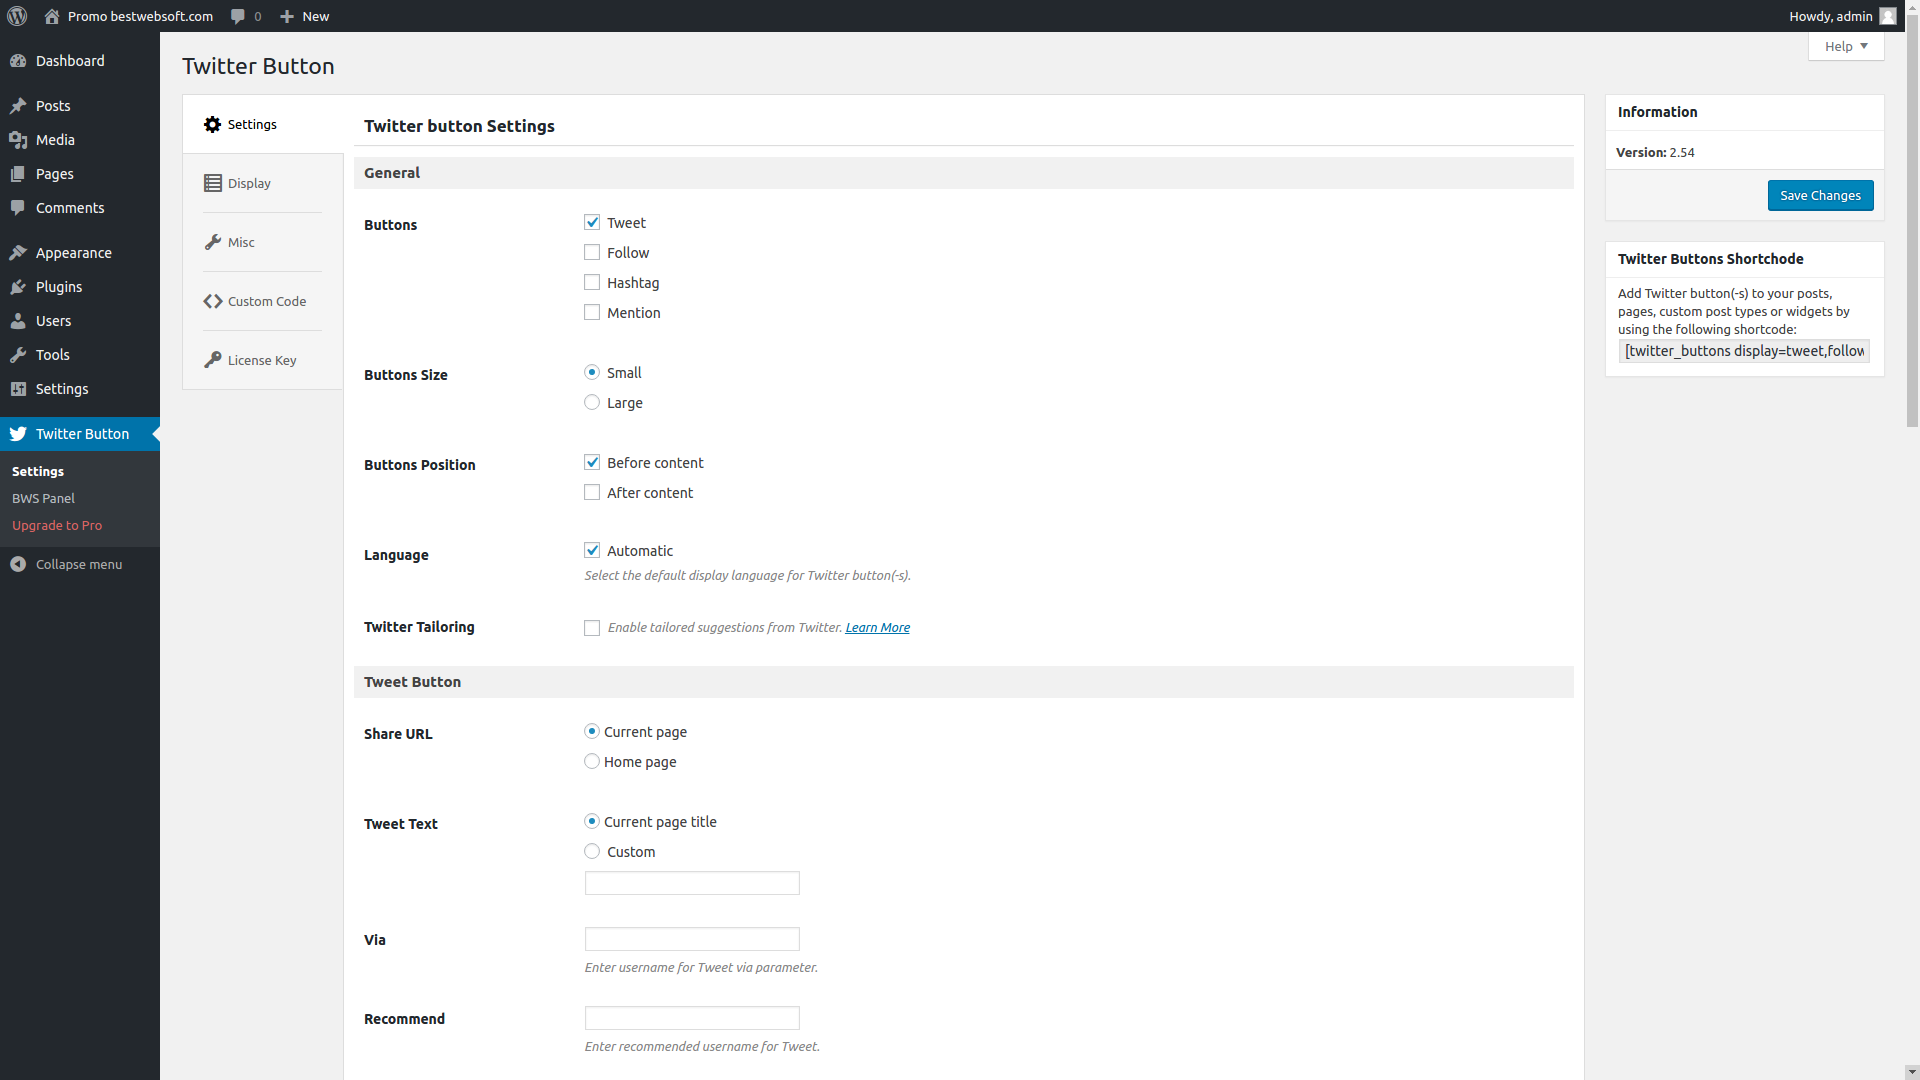 Promo bestwebsoft.com 0 New Howdy, admin
Help
Dashboard
Posts
Media
Pages
Comments
Appearance
Plugins
Users
Tools
Settings
Twitter Button
Settings
BWS Panel
Upgrade to Pro
Collapse menu
Twitter Button
Settings
Display
Misc
Custom Code
License Key
Twitter button Settings
General
Buttons
Tweet
Follow
Hashtag
Mention
Buttons Size
Small
Large
Buttons Position
Before content
After content
Language
Automatic
Select the default display language for Twitter button(-s).
Twitter Tailoring
Enable tailored suggestions from Twitter. Learn More
Tweet Button
Share URL
Current page
Home page
Tweet Text
Current page title
Custom
Via
Enter username for Tweet via parameter.
Recommend
Enter recommended username for Tweet.
Information
Version: 2.54
Save Changes
Twitter Buttons Shortchode
Add Twitter button(-s) to your posts,
pages, custom post types or widgets by
using the following shortcode:
[twitter_buttons display=tweet,follow